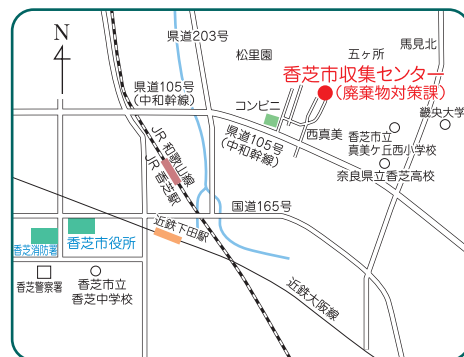 N
県道203号
松里園
五ヶ所
馬見北
香芝市収集センター
(廃棄物対策課)
県道105号
(中和幹線)
コンビニ
畿央大学
県道105号
(中和幹線)
西真美
香芝市立
真美ケ丘西小学校
奈良県立香芝高校
JR 和歌山線
JR 香芝駅
国道165号
近鉄下田駅
香芝消防署
香芝市役所
近鉄大阪線
香芝警察署
香芝市立
香芝中学校